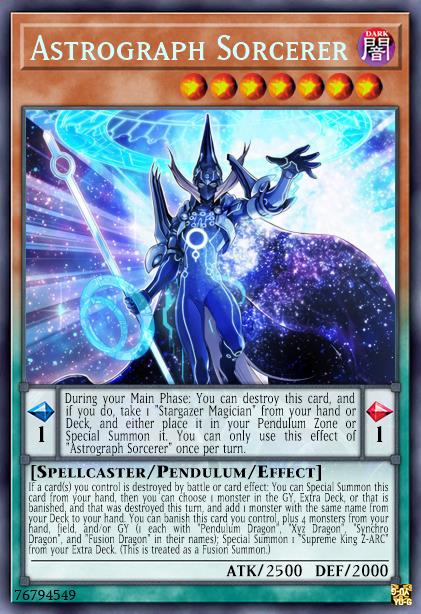 Astrograph Sorcerer
DARK
闇
During your Main Phase: You can destroy this card, and
if you do, take 1 "Stargazer Magician" from your hand or
Deck, and either place it in your Pendulum Zone or
Special Summon it. You can only use this effect of
"Astrograph Sorcerer" once per turn.
1
1
[Spellcaster/Pendulum/Effect]
If a card(s) you control is destroyed by battle or card effect: You can Special Summon this
card from your hand, then you can choose 1 monster in the GY, Extra Deck, or that is
banished, and that was destroyed this turn, and add 1 monster with the same name from
your Deck to your hand. You can banish this card you control, plus 4 monsters from your
hand, field, and/or GY (1 each with "Pendulum Dragon", "Xyz Dragon", "Synchro
Dragon", and "Fusion Dragon" in their names); Special Summon 1 "Supreme King Z-ARC"
from your Extra Deck. (This is treated as a Fusion Summon.)
ATK/2500 DEF/2000
76794549